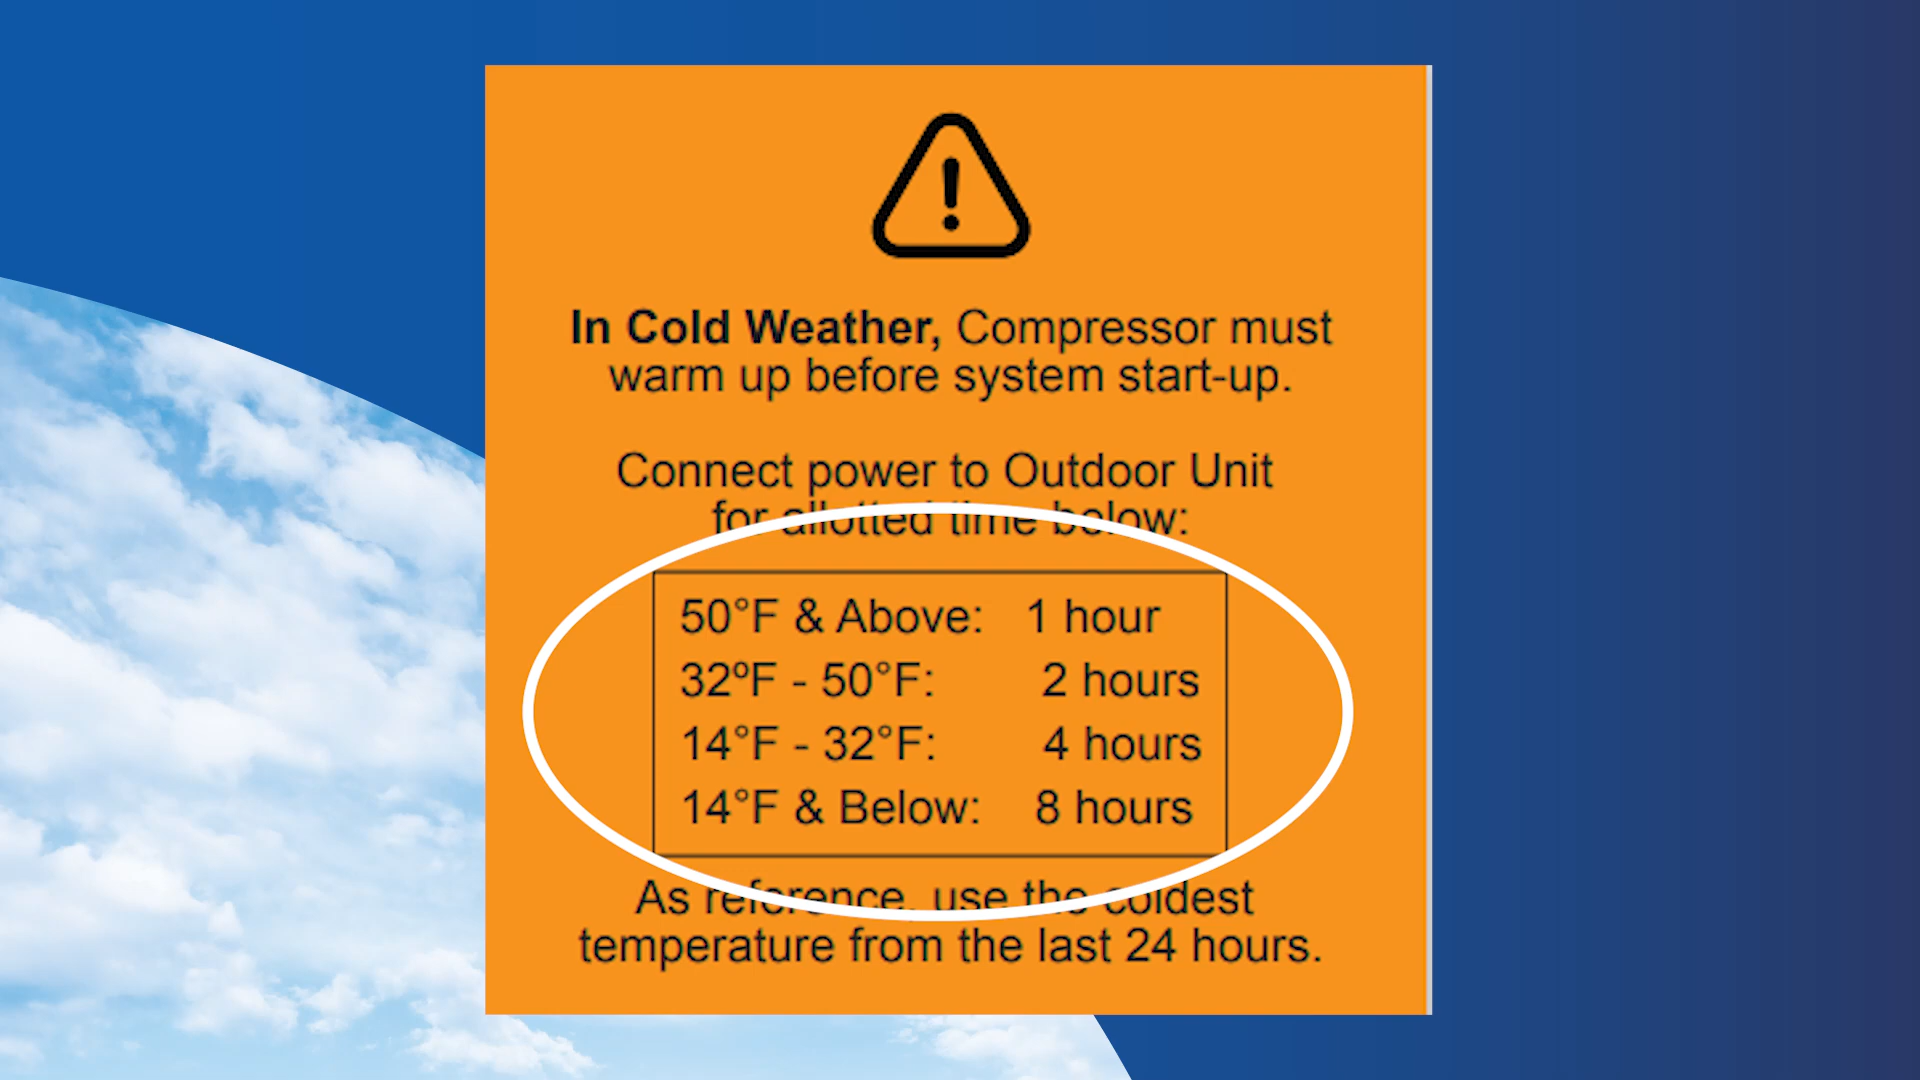 !
In Cold Weather, Compressor must
warm up before system start-up.
Connect power to Outdoor Unit
for allotted time below:
50°F & Above: 1 hour
32ºF - 50°F: 2 hours
14°F - 32°F: 4 hours
14°F & Below: 8 hours
As reference, use the coldest
temperature from the last 24 hours.